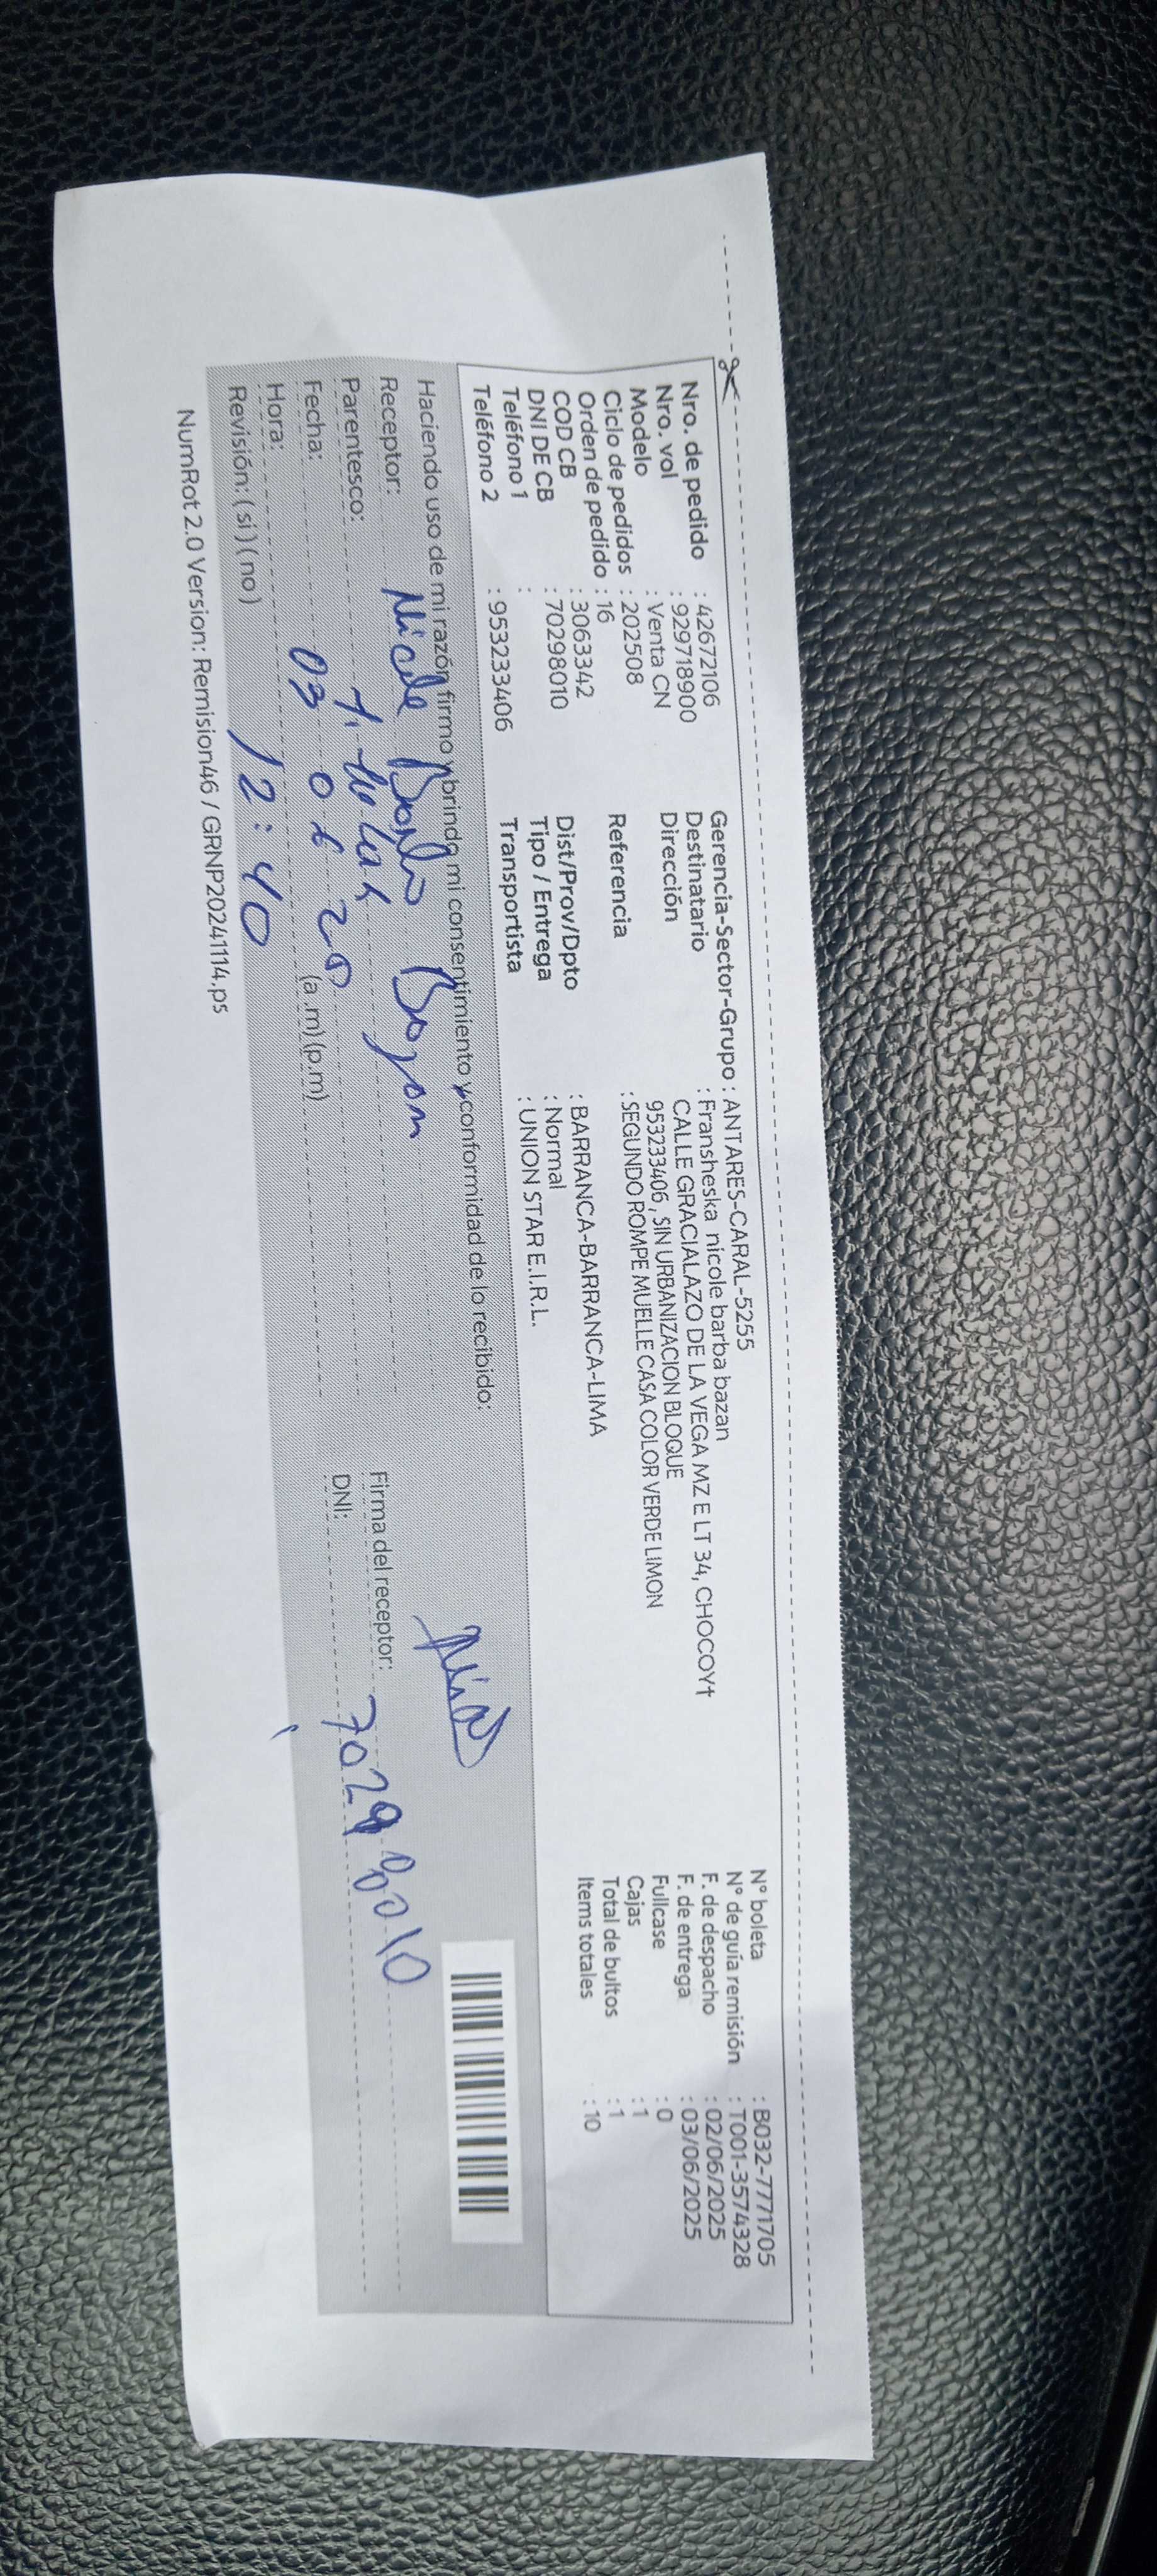 Nro. de pedido : 42672106
Nro. vol : 929718900
Modelo : Venta CN
Ciclo de pedidos : 202508
Orden de pedido : 16
COD CB : 3063342
DNI DE CB : 70298010
Teléfono 1 :
Teléfono 2 : 953233406
Gerencia-Sector-Grupo : ANTARES-CARAL-5255
Destinatario : Fransheska nicole barba bazan
Dirección CALLE GRACIALAZO DE LA VEGA MZ E LT 34, CHOCOY†
953233406 , SIN URBANIZACION BLOQUE
Referencia : SEGUNDO ROMPE MUELLE CASA COLOR VERDE LIMON
Dist/Prov/Dpto : BARRANCA-BARRANCA-LIMA
Tipo / Entrega : Normal
Transportista : UNION STAR E.I.R.L.
N° boleta : B032-7771705
N° de guía remisión : T001-3574328
F. de despacho : 02/06/2025
F. de entrega : 03/06/2025
Fullcase : 0
Cajas : 1
Total de bultos : 1
Items totales : 10
Haciendo uso de mi razón firmo y brindo mi consentimiento y conformidad de lo recibido:
Receptor: Nicole Bazan
Parentesco: Titular
Fecha: 03 06 25
Hora: 12:40 (a.m) (p.m)
Revisión: ( si ) ( no )
Firma del receptor:
DNI: 70298010
NumRot 2.0 Version: Remision46 / GRNP20241114.ps